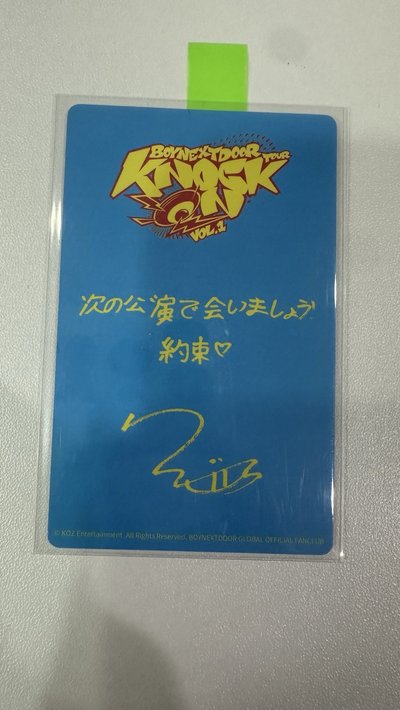 BOYNEXTDOOR TOUR
KNOCK
ON
VOL.1
次の公演で会いましょう!
約束♡
© KOZ Entertainment. All Rights Reserved. BOYNEXTDOOR GLOBAL OFFICIAL FANCLUB